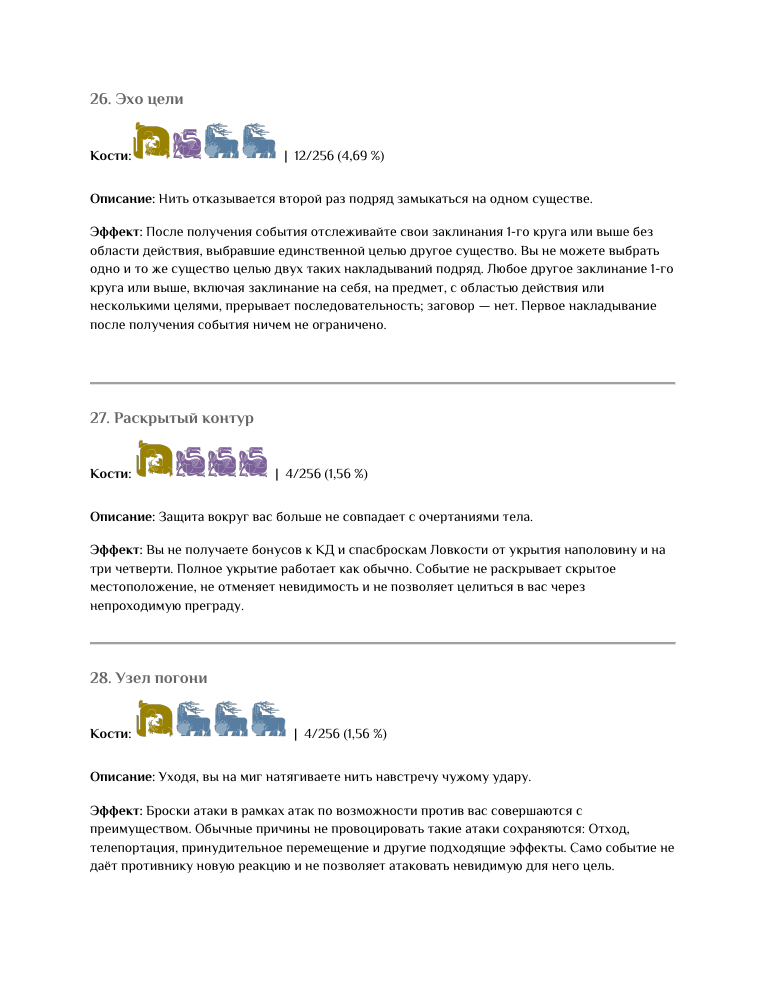 26. Эхо цели
Кости: | 12/256 (4,69 %)
Описание: Нить отказывается второй раз подряд замыкаться на одном существе.
Эффект: После получения события отслеживайте свои заклинания 1-го круга или выше без
области действия, выбравшие единственной целью другое существо. Вы не можете выбрать
одно и то же существо целью двух таких накладываний подряд. Любое другое заклинание 1-го
круга или выше, включая заклинание на себя, на предмет, с областью действия или
несколькими целями, прерывает последовательность; заговор — нет. Первое накладывание
после получения события ничем не ограничено.
27. Раскрытый контур
Кости: | 4/256 (1,56 %)
Описание: Защита вокруг вас больше не совпадает с очертаниями тела.
Эффект: Вы не получаете бонусов к КД и спасброскам Ловкости от укрытия наполовину и на
три четверти. Полное укрытие работает как обычно. Событие не раскрывает скрытое
местоположение, не отменяет невидимость и не позволяет целиться в вас через
непроходимую преграду.
28. Узел погони
Кости: | 4/256 (1,56 %)
Описание: Уходя, вы на миг натягиваете нить навстречу чужому удару.
Эффект: Броски атаки в рамках атак по возможности против вас совершаются с
преимуществом. Обычные причины не провоцировать такие атаки сохраняются: Отход,
телепортация, принудительное перемещение и другие подходящие эффекты. Само событие не
даёт противнику новую реакцию и не позволяет атаковать невидимую для него цель.